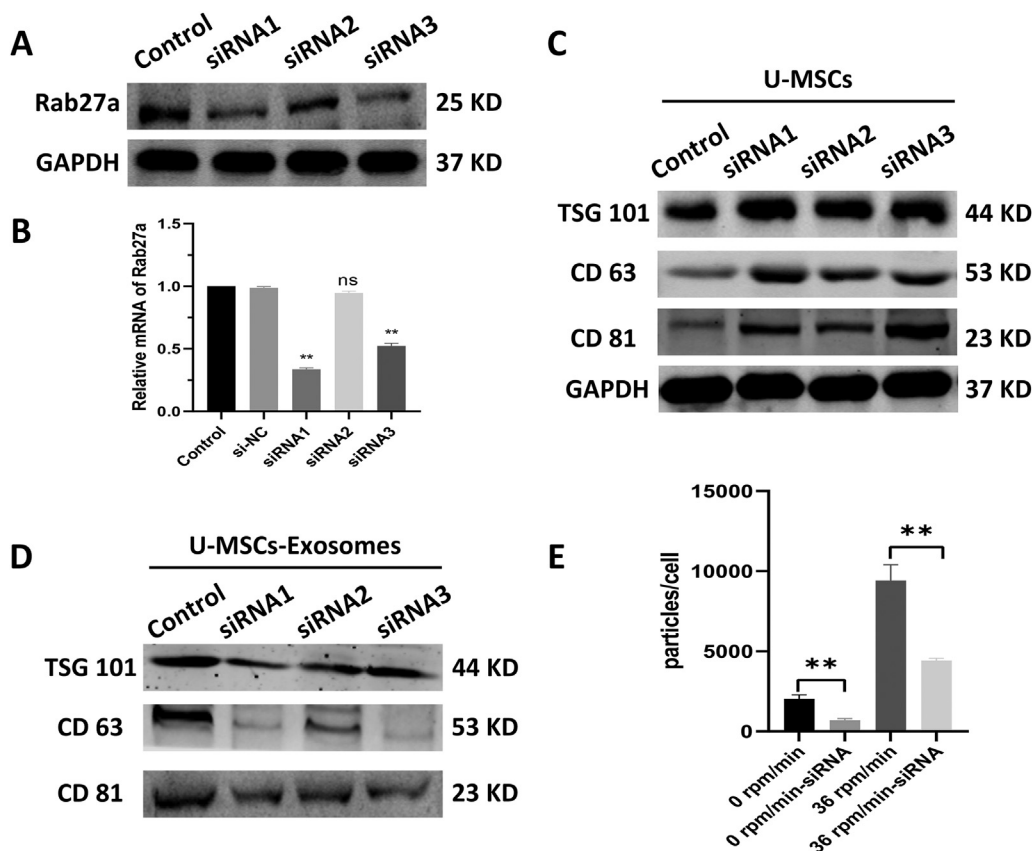 A
Control
siRNA1
siRNA2
siRNA3
Rab27a
25 KD
GAPDH
37 KD
B
Relative mRNA of Rab27a
1.5
1.0
0.5
0.0
**
ns
**
Control
si-NC
siRNA1
siRNA2
siRNA3
C
U-MSCs
Control
siRNA1
siRNA2
siRNA3
TSG 101
44 KD
CD 63
53 KD
CD 81
23 KD
GAPDH
37 KD
D
U-MSCs-Exosomes
Control
siRNA1
siRNA2
siRNA3
TSG 101
44 KD
CD 63
53 KD
CD 81
23 KD
E
particles/cell
15000
10000
5000
0
**
**
0 rpm/min
0 rpm/min-siRNA
36 rpm/min
36 rpm/min-siRNA